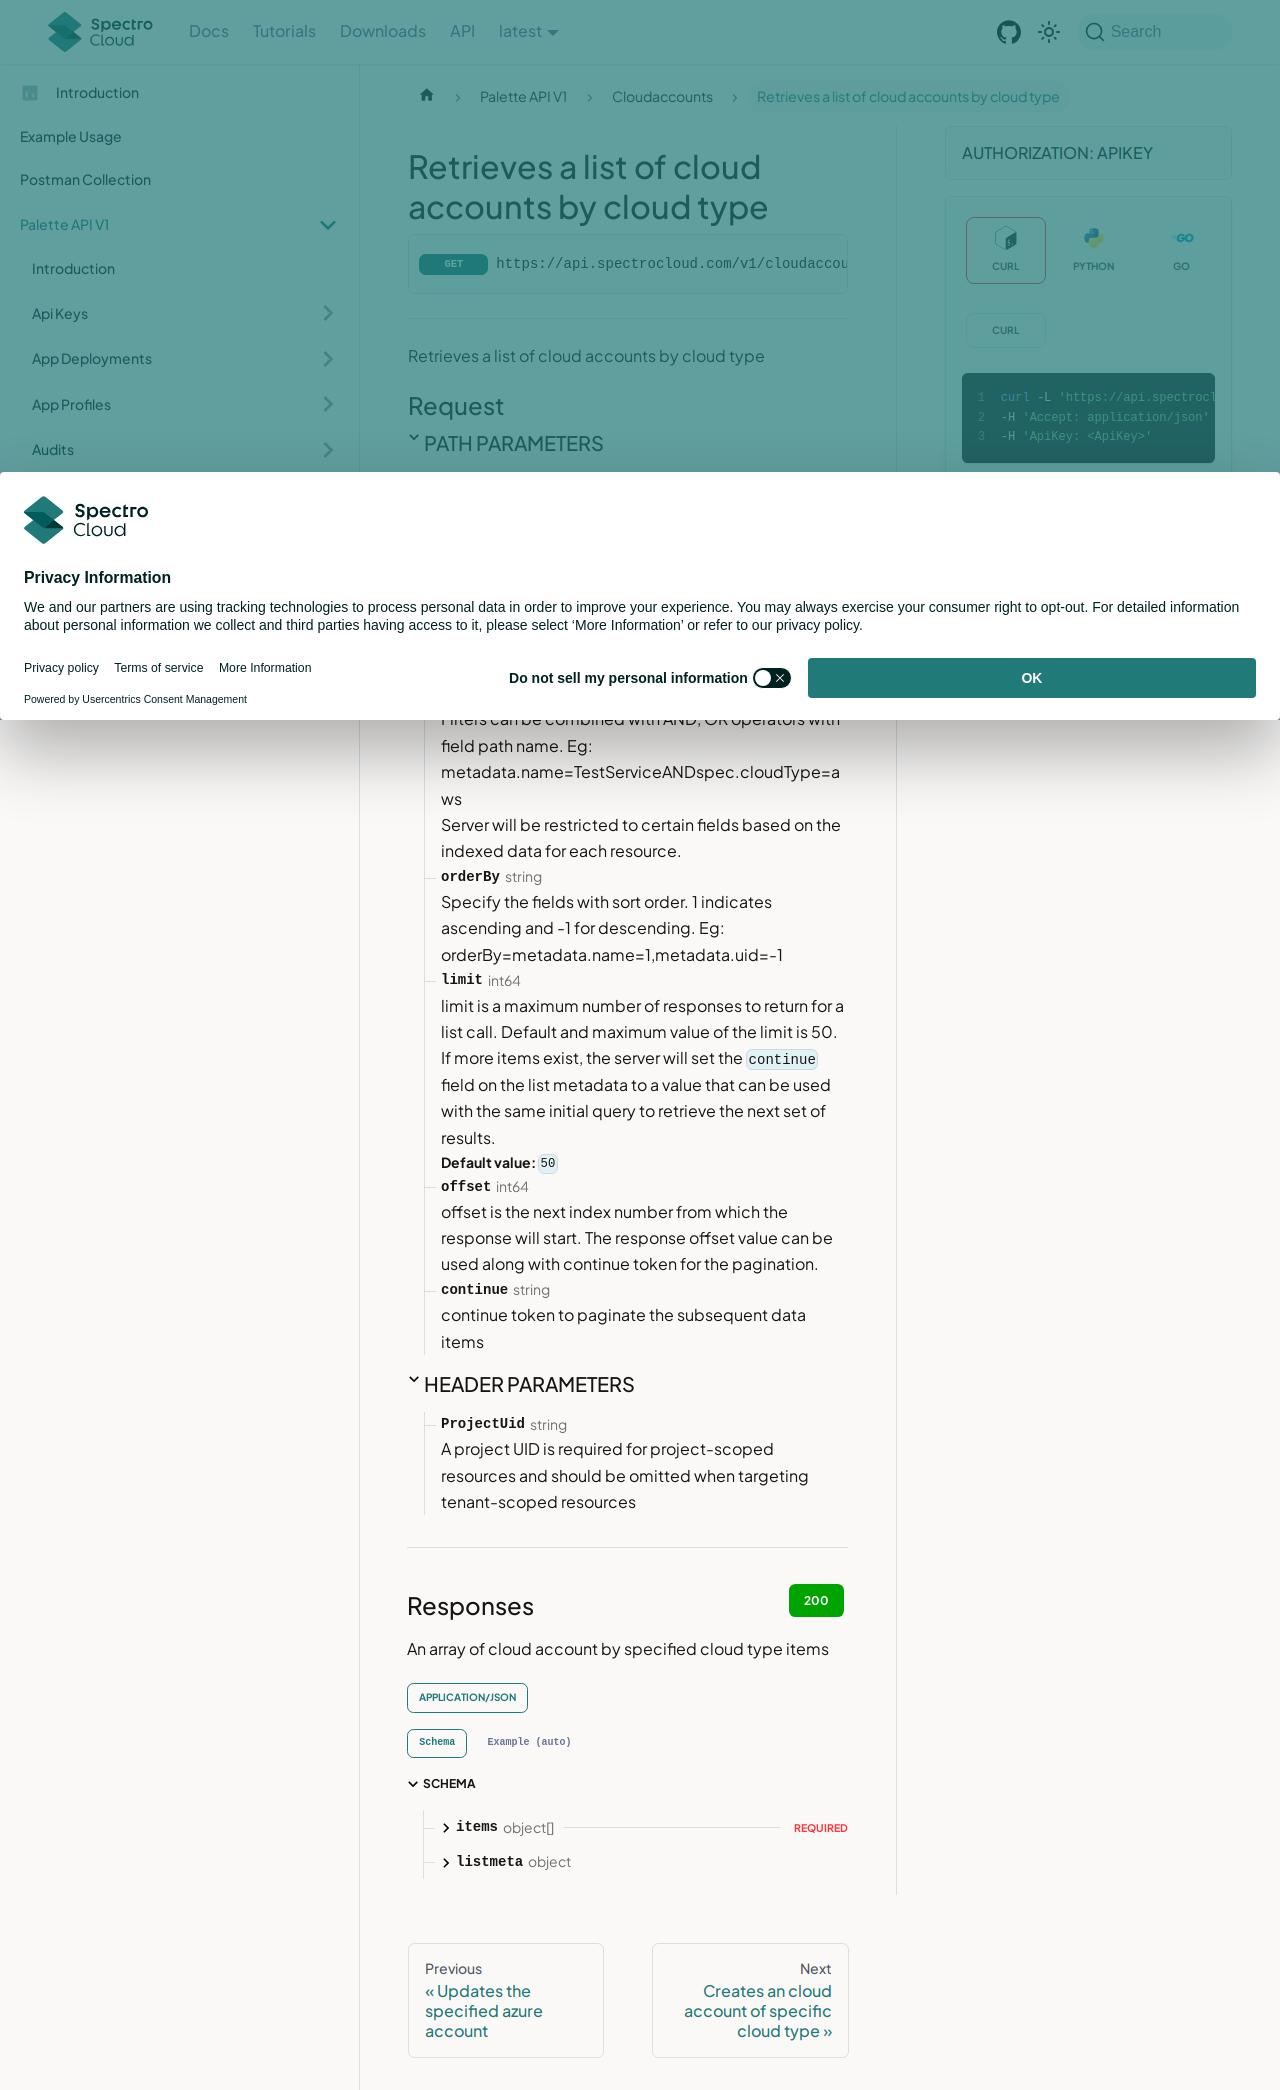 Spectro Cloud
Docs
Tutorials
Downloads
API
latest
Search
Introduction
Example Usage
Postman Collection
Palette API V1
Introduction
Api Keys
App Deployments
App Profiles
Audits
Palette API V1
Cloudaccounts
Retrieves a list of cloud accounts by cloud type
Retrieves a list of cloud
accounts by cloud type
GET
https://api.spectrocloud.com/v1/cloudaccou
Retrieves a list of cloud accounts by cloud type
Request
PATH PARAMETERS
AUTHORIZATION: APIKEY
CURL
PYTHON
GO
CURL
1 curl -L 'https://api.spectrocl
2 -H 'Accept: application/json'
3 -H 'ApiKey: <ApiKey>'
Spectro
Cloud
Privacy Information
We and our partners are using tracking technologies to process personal data in order to improve your experience. You may always exercise your consumer right to opt-out. For detailed information
about personal information we collect and third parties having access to it, please select ‘More Information’ or refer to our privacy policy.
Privacy policy
Terms of service
More Information
Do not sell my personal information
OK
Powered by Usercentrics Consent Management
Filters can be combined with AND, OR operators with
field path name. Eg:
metadata.name=TestServiceANDspec.cloudType=a
ws
Server will be restricted to certain fields based on the
indexed data for each resource.
orderBy string
Specify the fields with sort order. 1 indicates
ascending and -1 for descending. Eg:
orderBy=metadata.name=1,metadata.uid=-1
limit int64
limit is a maximum number of responses to return for a
list call. Default and maximum value of the limit is 50.
If more items exist, the server will set the continue
field on the list metadata to a value that can be used
with the same initial query to retrieve the next set of
results.
Default value: 50
offset int64
offset is the next index number from which the
response will start. The response offset value can be
used along with continue token for the pagination.
continue string
continue token to paginate the subsequent data
items
HEADER PARAMETERS
ProjectUid string
A project UID is required for project-scoped
resources and should be omitted when targeting
tenant-scoped resources
Responses
200
An array of cloud account by specified cloud type items
APPLICATION/JSON
Schema
Example (auto)
SCHEMA
items object[]
REQUIRED
listmeta object
Previous
« Updates the
specified azure
account
Next
Creates an cloud
account of specific
cloud type »